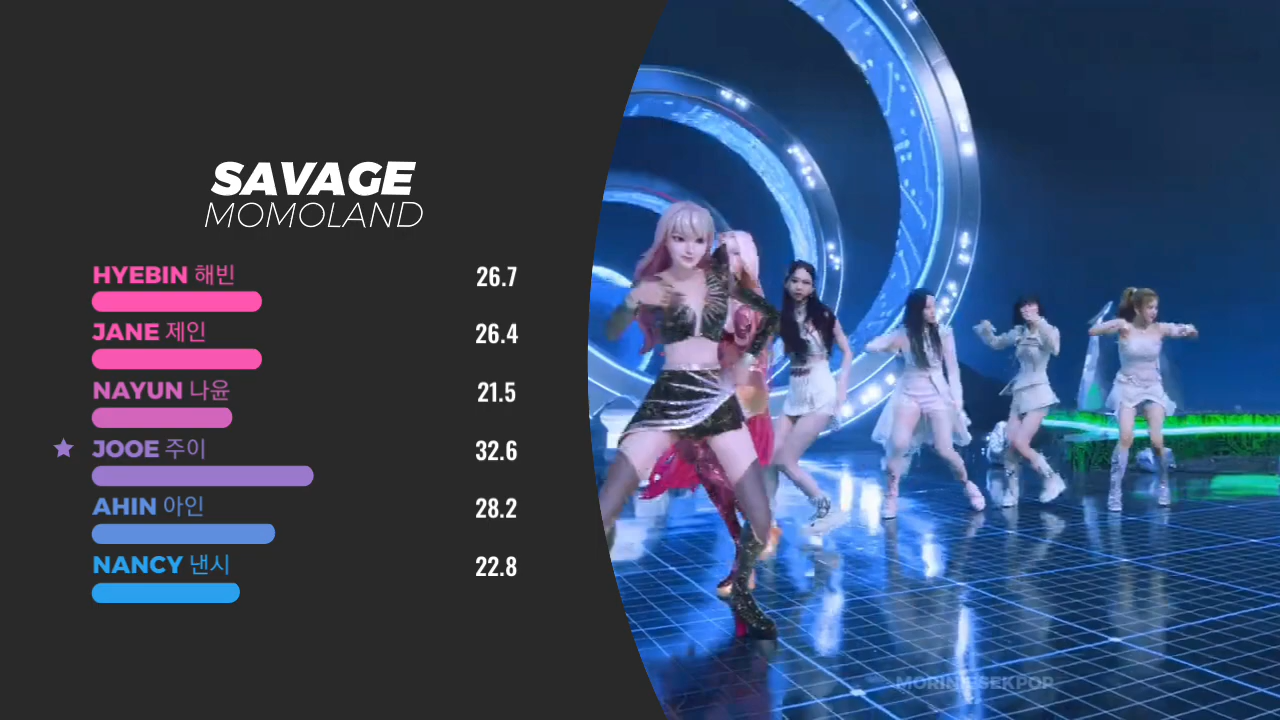 SAVAGE
MOMOLAND
HYEBIN 해빈 26.7
JANE 제인 26.4
NAYUN 나윤 21.5
JOOE 주이 32.6
AHIN 아인 28.2
NANCY 낸시 22.8